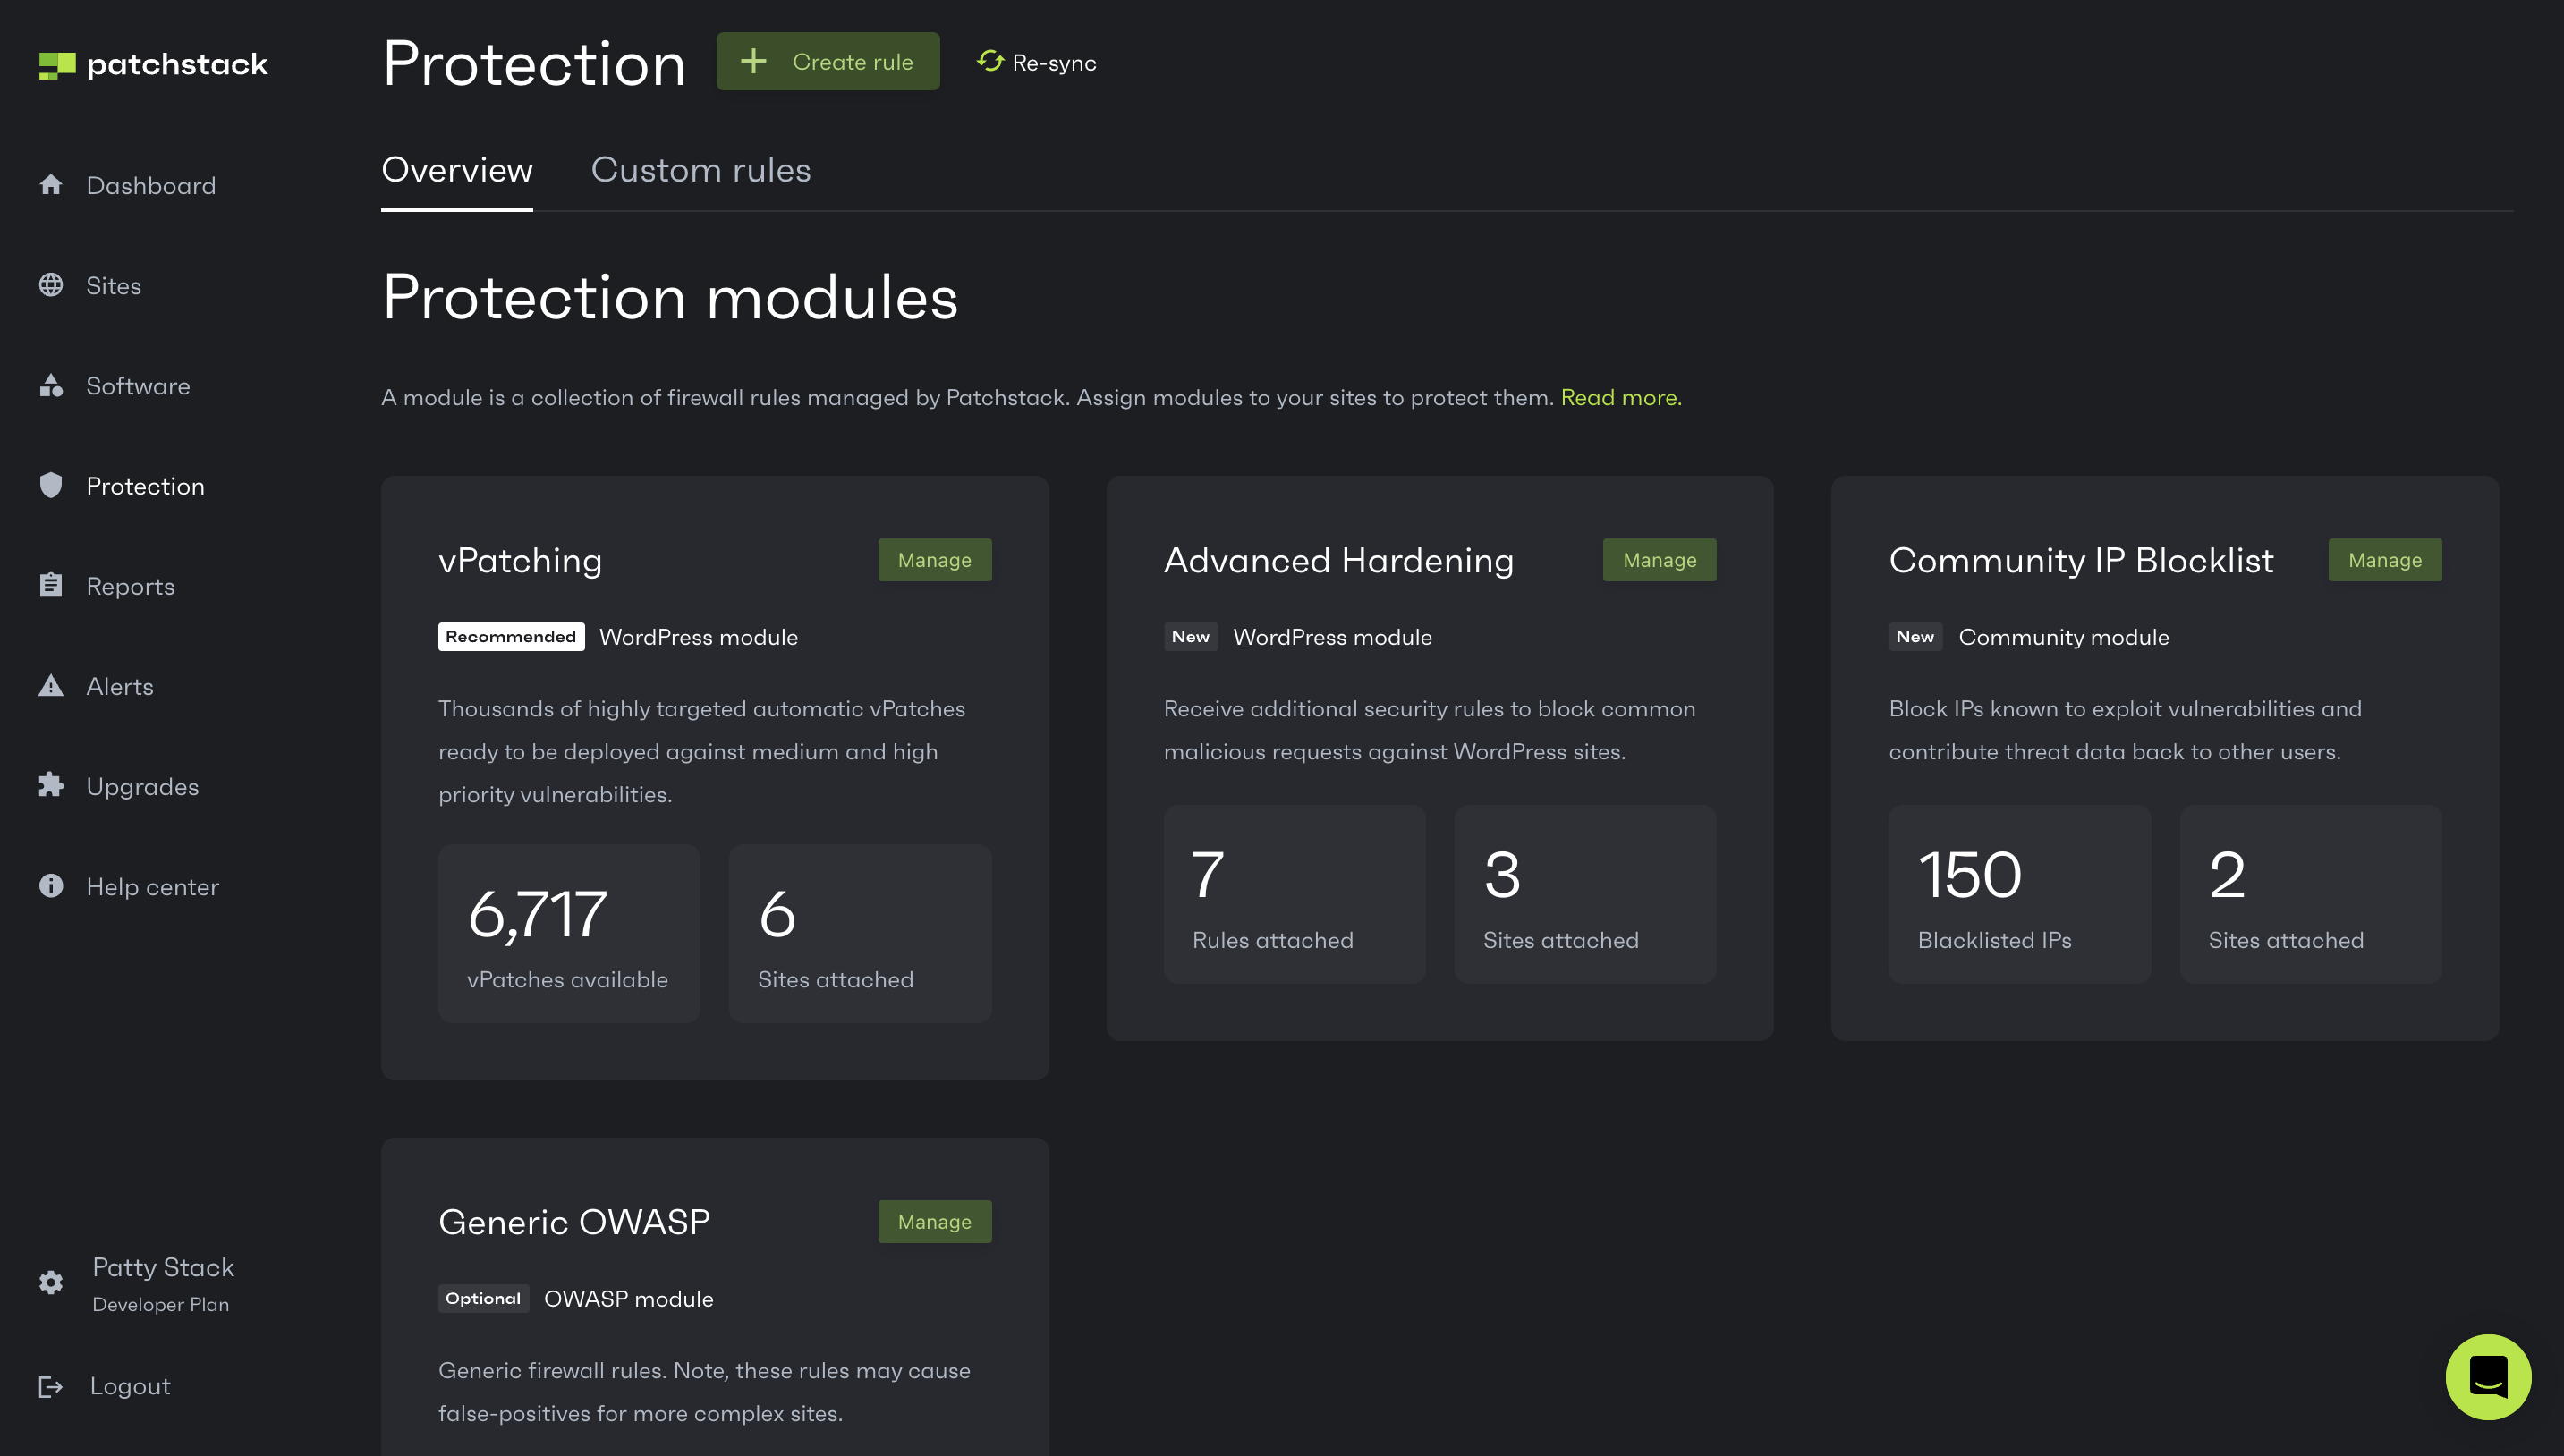 patchstack
Dashboard
Sites
Software
Protection
Reports
Alerts
Upgrades
Help center
Patty Stack
Developer Plan
Logout
Protection
Create rule
Re-sync
Overview
Custom rules
Protection modules
A module is a collection of firewall rules managed by Patchstack. Assign modules to your sites to protect them. Read more.
vPatching
Manage
Recommended WordPress module
Thousands of highly targeted automatic vPatches
ready to be deployed against medium and high
priority vulnerabilities.
6,717
vPatches available
6
Sites attached
Advanced Hardening
Manage
New WordPress module
Receive additional security rules to block common
malicious requests against WordPress sites.
7
Rules attached
3
Sites attached
Community IP Blocklist
Manage
New Community module
Block IPs known to exploit vulnerabilities and
contribute threat data back to other users.
150
Blacklisted IPs
2
Sites attached
Generic OWASP
Manage
Optional OWASP module
Generic firewall rules. Note, these rules may cause
false-positives for more complex sites.